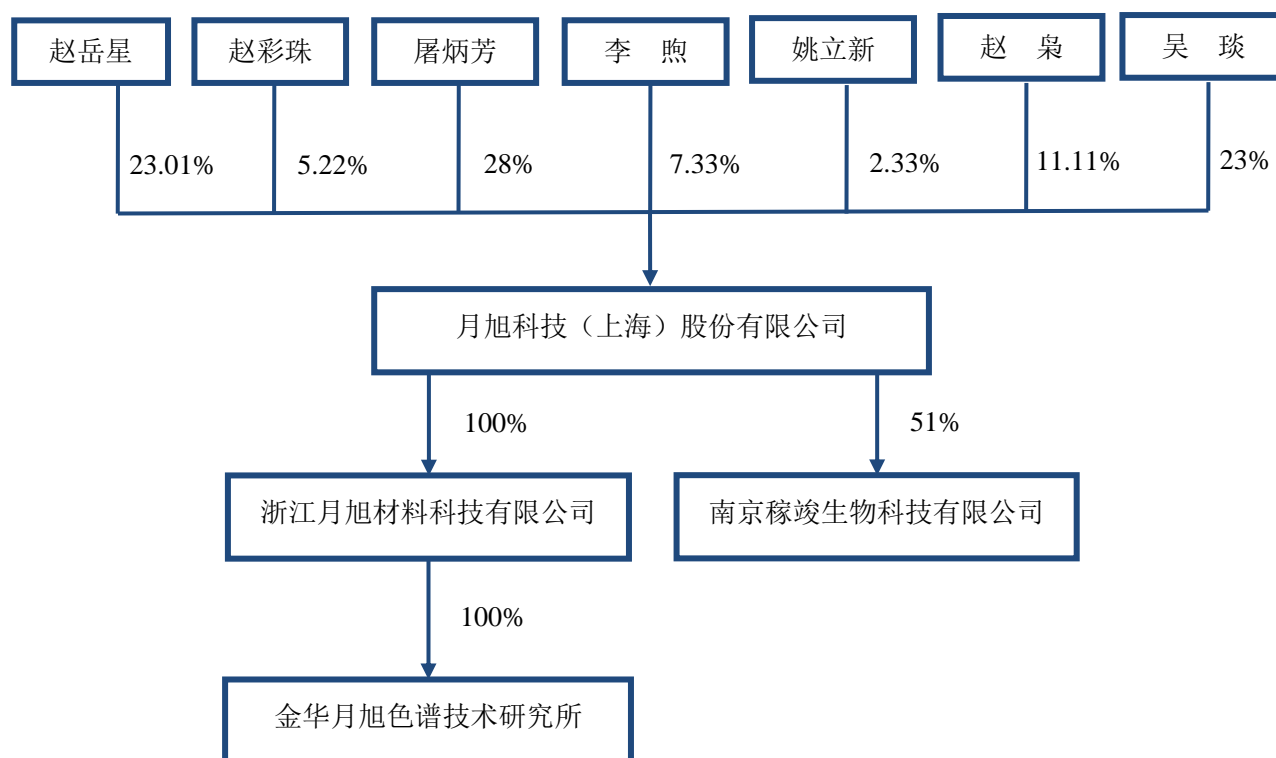 赵岳星 赵彩珠 屠炳芳 李 煦 姚立新 赵 枭 吴 琰
23.01% 5.22% 28% 7.33% 2.33% 11.11% 23%
月旭科技（上海）股份有限公司
100% 51%
浙江月旭材料科技有限公司 南京稼竣生物科技有限公司
100%
金华月旭色谱技术研究所